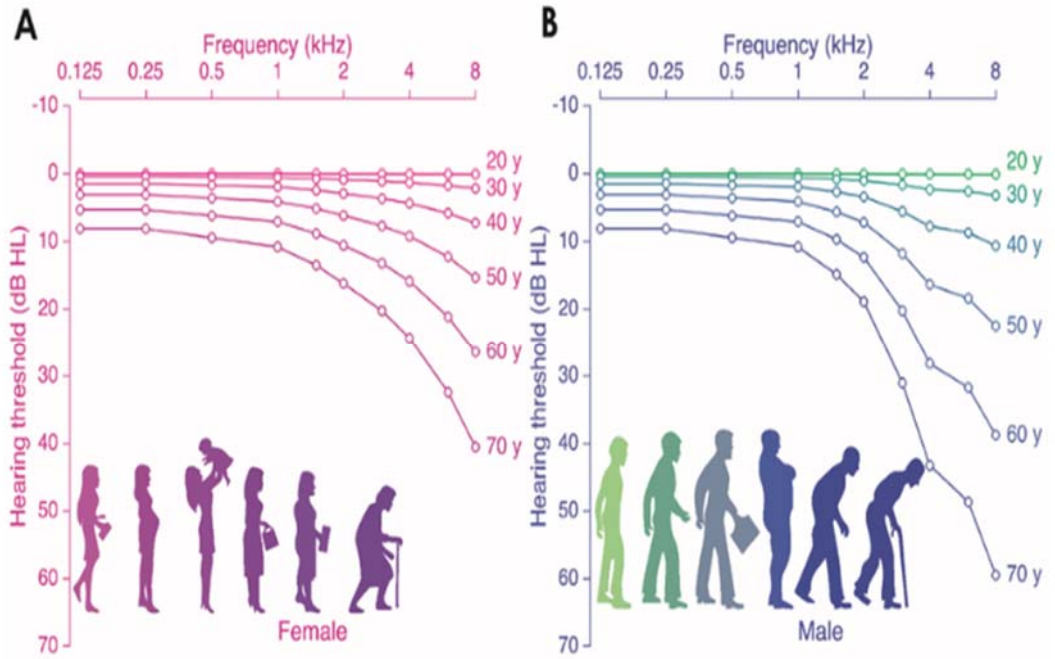 A
Frequency (kHz)
0.125 0.25 0.5 1 2 4 8
Hearing threshold (dB HL)
-10
0
10
20
30
40
50
60
70
20 y
30 y
40 y
50 y
60 y
70 y
Female
B
Frequency (kHz)
0.125 0.25 0.5 1 2 4 8
Hearing threshold (dB HL)
-10
0
10
20
30
40
50
60
70
20 y
30 y
40 y
50 y
60 y
70 y
Male